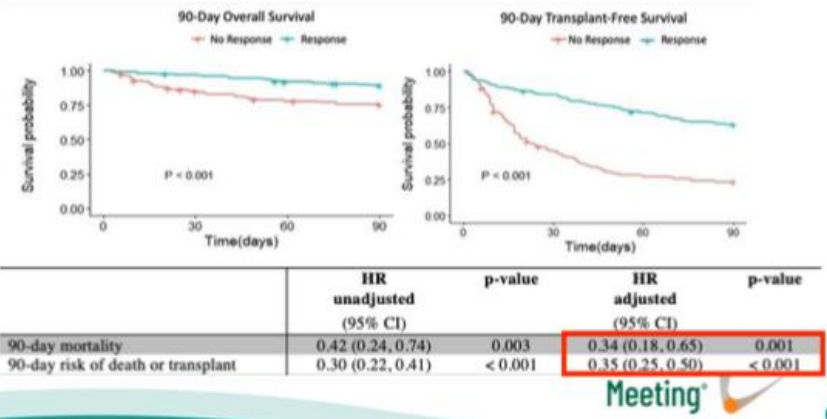 90-Day Overall Survival
No Response Response
Survival probability
1.00
0.75
0.50
0.25
0.00
P < 0.001
0 30 60 90
Time(days)
90-Day Transplant-Free Survival
No Response Response
Survival probability
1.00
0.75
0.50
0.25
0.00
P < 0.001
0 30 60 90
Time(days)
HR p-value HR p-value
unadjusted adjusted
(95% CI) (95% CI)
90-day mortality 0.42 (0.24, 0.74) 0.003 0.34 (0.18, 0.65) 0.001
90-day risk of death or transplant 0.30 (0.22, 0.41) < 0.001 0.35 (0.25, 0.50) < 0.001
Meeting®